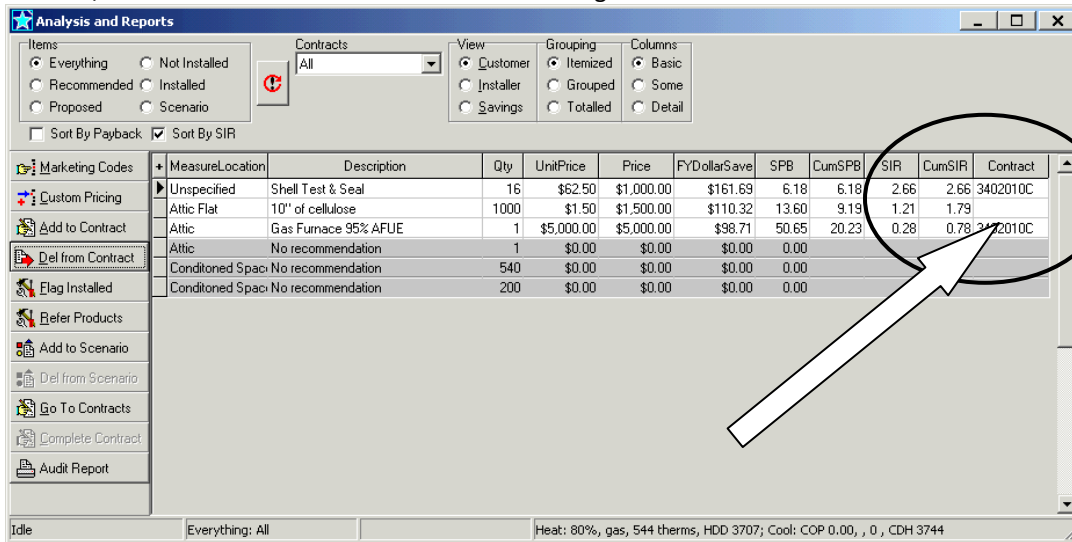 Analysis and Reports
Items
Contracts
View
Grouping
Columns
Everything
Not Installed
All
Customer
Itemized
Basic
Recommended
Installed
Installer
Grouped
Some
Proposed
Scenario
Savings
Totalled
Detail
Sort By Payback
Sort By SIR
Marketing Codes
Custom Pricing
Add to Contract
Del from Contract
Flag Installed
Refer Products
Add to Scenario
Del from Scenario
Go To Contracts
Complete Contract
Audit Report
+ MeasureLocation Description Qty UnitPrice Price FYDollarSave SPB CumSPB SIR CumSIR Contract
Unspecified Shell Test & Seal 16 $62.50 $1,000.00 $161.69 6.18 6.18 2.66 2.66 3402010C
Attic Flat 10" of cellulose 1000 $1.50 $1,500.00 $110.32 13.60 9.19 1.21 1.79
Attic Gas Furnace 95% AFUE 1 $5,000.00 $5,000.00 $98.71 50.65 20.23 0.28 0.78 3402010C
Attic No recommendation 1 $0.00 $0.00 $0.00 0.00
Conditoned Spac No recommendation 540 $0.00 $0.00 $0.00 0.00
Conditoned Spac No recommendation 200 $0.00 $0.00 $0.00 0.00
Idle
Everything: All
Heat: 80%, gas, 544 therms, HDD 3707; Cool: COP 0.00, , 0 , CDH 3744